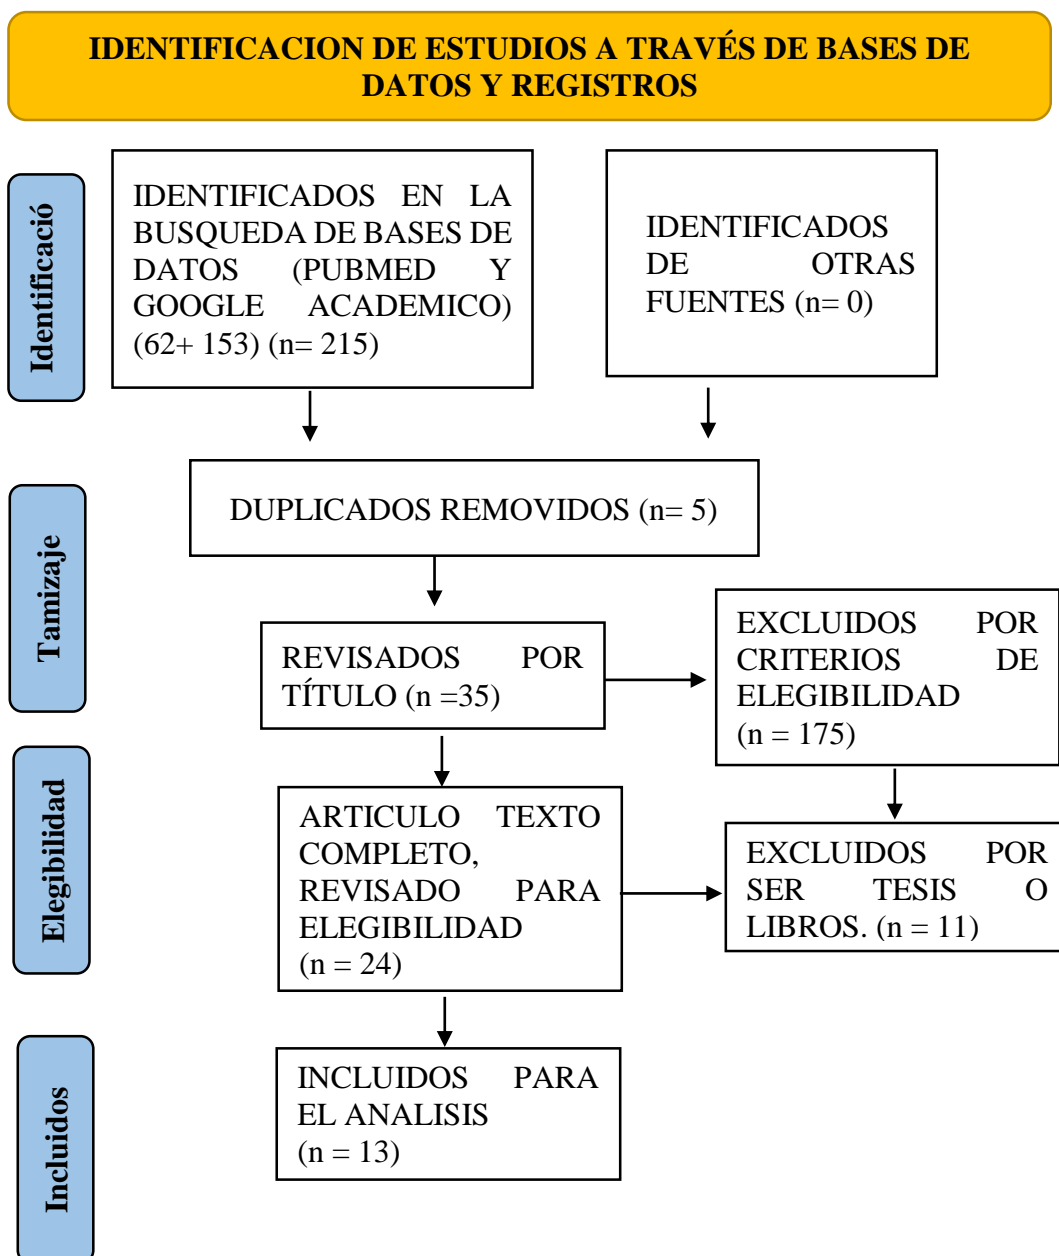 IDENTIFICACION DE ESTUDIOS A TRAVÉS DE BASES DE
DATOS Y REGISTROS
Identificació
IDENTIFICADOS EN LA
BUSQUEDA DE BASES DE
DATOS (PUBMED Y
GOOGLE ACADEMICO)
(62+ 153) (n= 215)
IDENTIFICADOS
DE OTRAS
FUENTES (n= 0)
DUPLICADOS REMOVIDOS (n= 5)
Tamizaje
REVISADOS POR
TÍTULO (n =35)
EXCLUIDOS POR
CRITERIOS DE
ELEGIBILIDAD
(n = 175)
Elegibilidad
ARTICULO TEXTO
COMPLETO,
REVISADO PARA
ELEGIBILIDAD
(n = 24)
EXCLUIDOS POR
SER TESIS O
LIBROS. (n = 11)
Incluidos
INCLUIDOS PARA
EL ANALISIS
(n = 13)